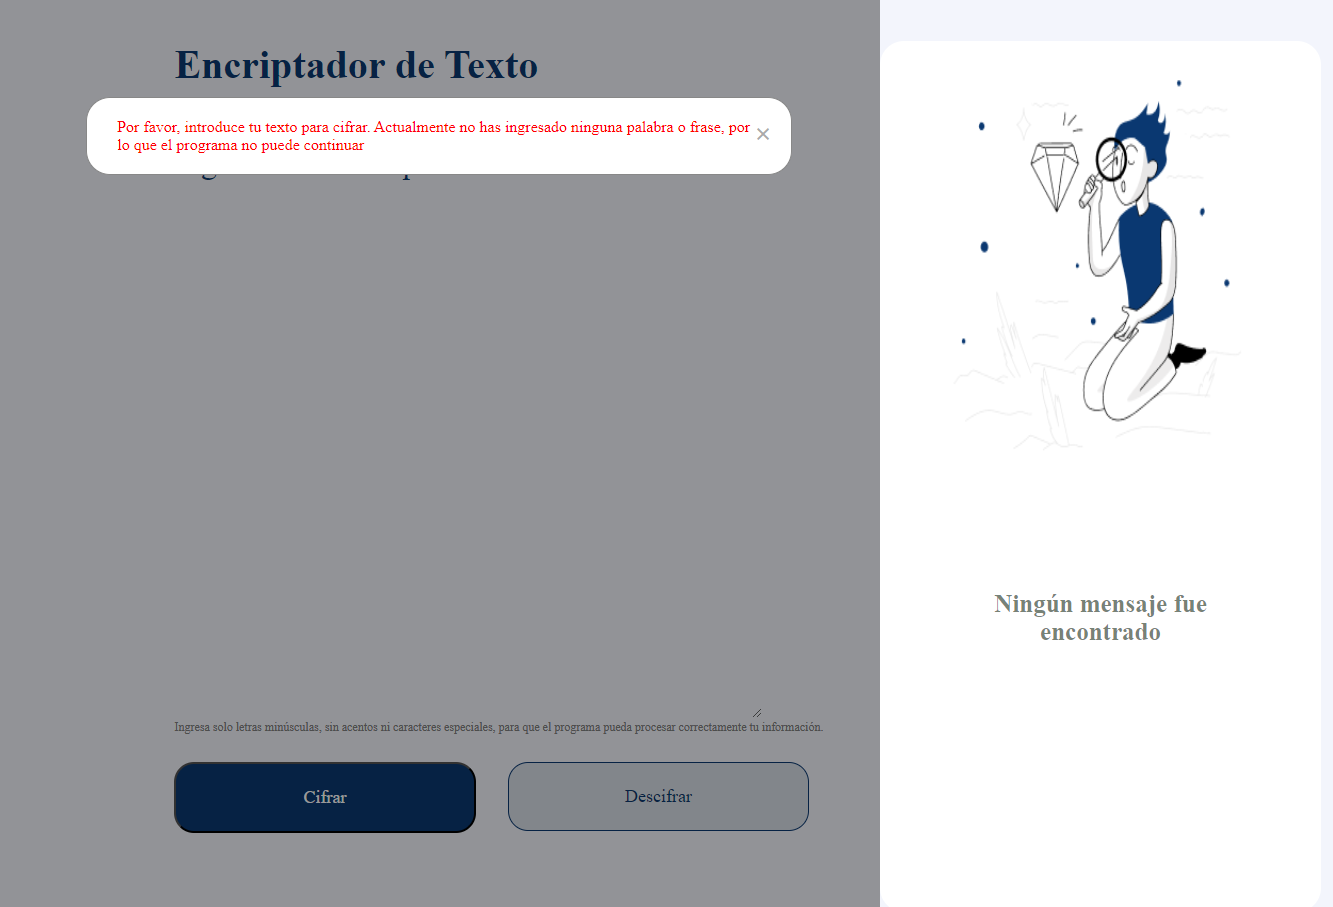 Encriptador de Texto
Por favor, introduce tu texto para cifrar. Actualmente no has ingresado ninguna palabra o frase, por
lo que el programa no puede continuar
×
Ingresa solo letras minúsculas, sin acentos ni caracteres especiales, para que el programa pueda procesar correctamente tu información.
Cifrar
Descifrar
Ningún mensaje fue
encontrado